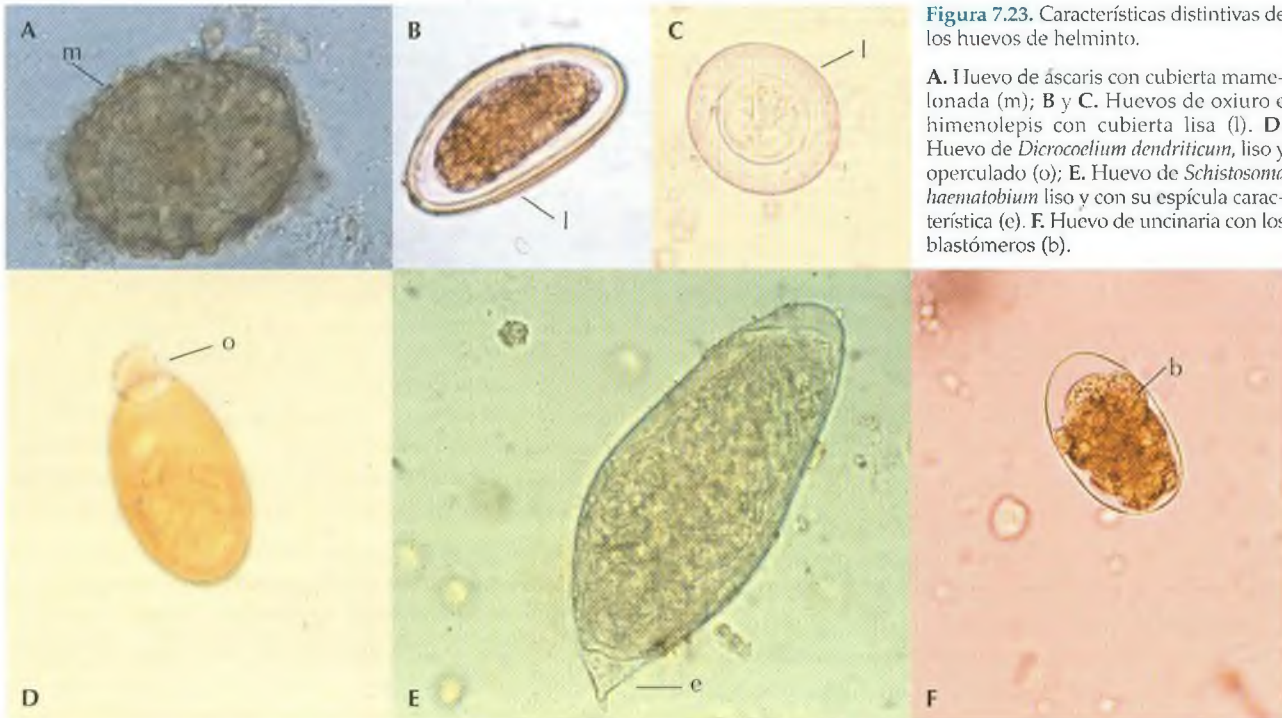 A
m
B
l
C
l
Figura 7.23. Características distintivas de
los huevos de helminto.
A. Huevo de áscaris con cubierta mame-
lonada (m); B y C. Huevos de oxiuro e
himenolepis con cubierta lisa (l). D.
Huevo de Dicrocoelium dendriticum, liso y
operculado (o); E. Huevo de Schistosoma
haematobium liso y con su espícula carac-
terística (e). F. Huevo de uncinaria con los
blastómeros (b).
o
D
e
E
b
F